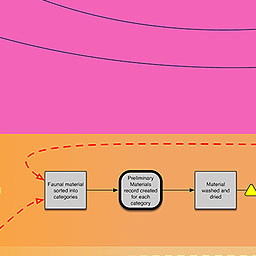 Faunal material
sorted into
categories
Preliminary
Materials
record created
for each
category
Material
washed and
dried